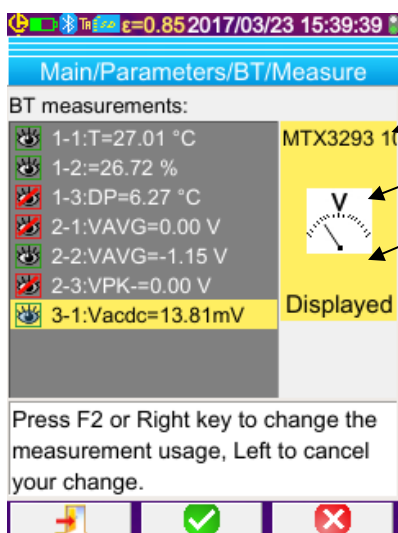 ε=0.85 2017/03/23 15:39:39
Main/Parameters/BT/Measure
BT measurements:
1-1:T=27.01 °C
1-2:=26.72 %
1-3:DP=6.27 °C
2-1:VAVG=0.00 V
2-2:VAVG=-1.15 V
2-3:VPK-=0.00 V
3-1:Vacdc=13.81mV
MTX3293 10
V
Displayed
Press F2 or Right key to change the
measurement usage, Left to cancel
your change.